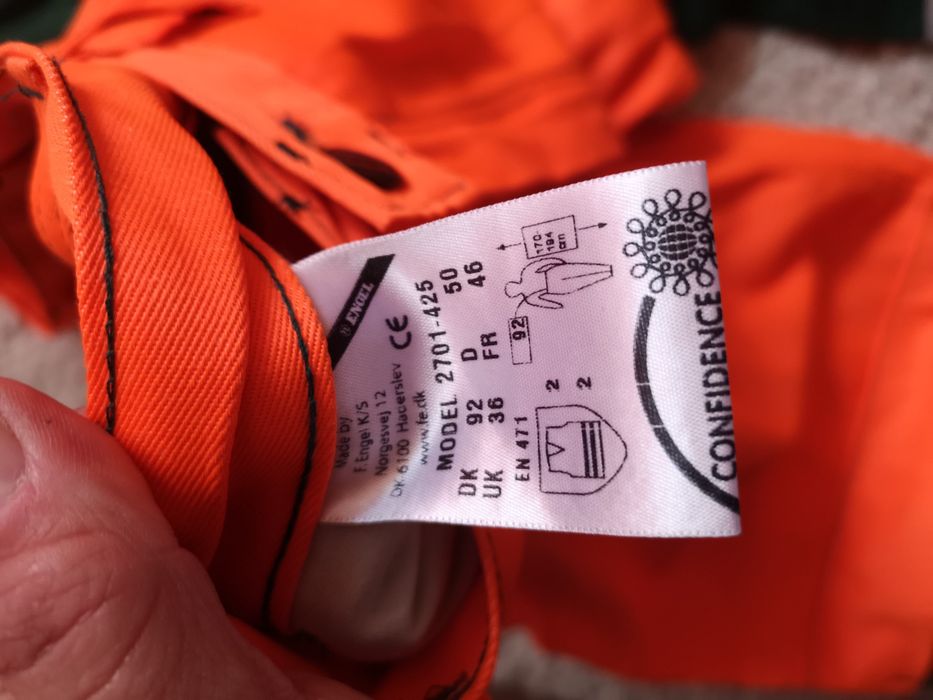 ENGEL
Made by
F. Engel K/S
Norgesvej 12
DK 6100 Haderslev
www.fe.dk
CE
MODEL 2701-425
DK 92 D 50
UK 36 FR 46
EN 471
2
2
92
170-
194
cm
CONFIDENCE